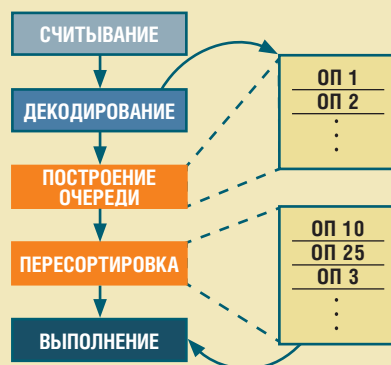 СЧИТЫВАНИЕ
ДЕКОДИРОВАНИЕ
ПОСТРОЕНИЕ
ОЧЕРЕДИ
ПЕРЕСОРТИРОВКА
ВЫПОЛНЕНИЕ
ОП 1
ОП 2
ОП 10
ОП 25
ОП 3